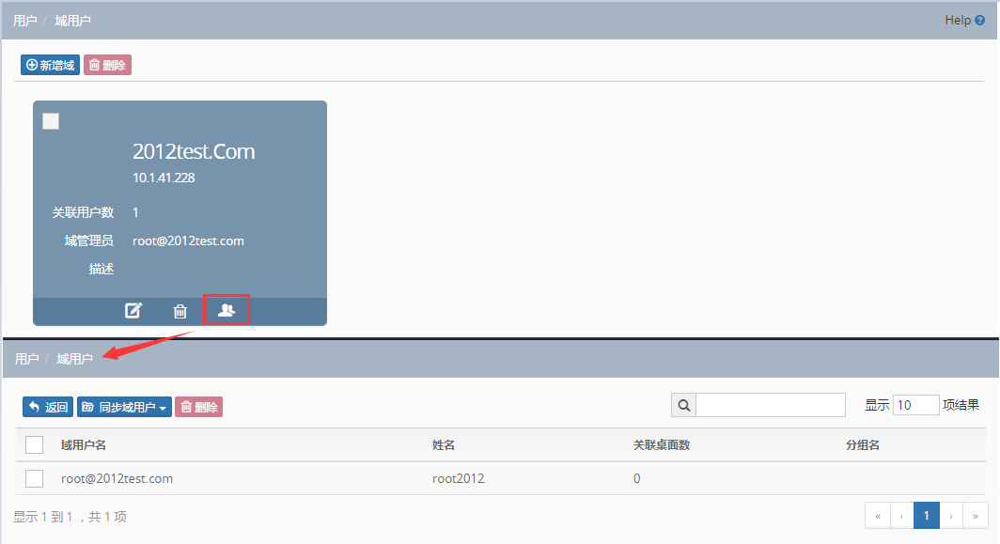 用户 / 域用户
Help
新增域 删除
2012test.Com
10.1.41.228
关联用户数 1
域管理员 root@2012test.com
描述
用户 / 域用户
返回 同步域用户 删除
显示 10 项结果
域用户名 姓名 关联桌面数 分组名
root@2012test.com root2012 0
显示 1 到 1 ，共 1 项
« ‹ 1 › »